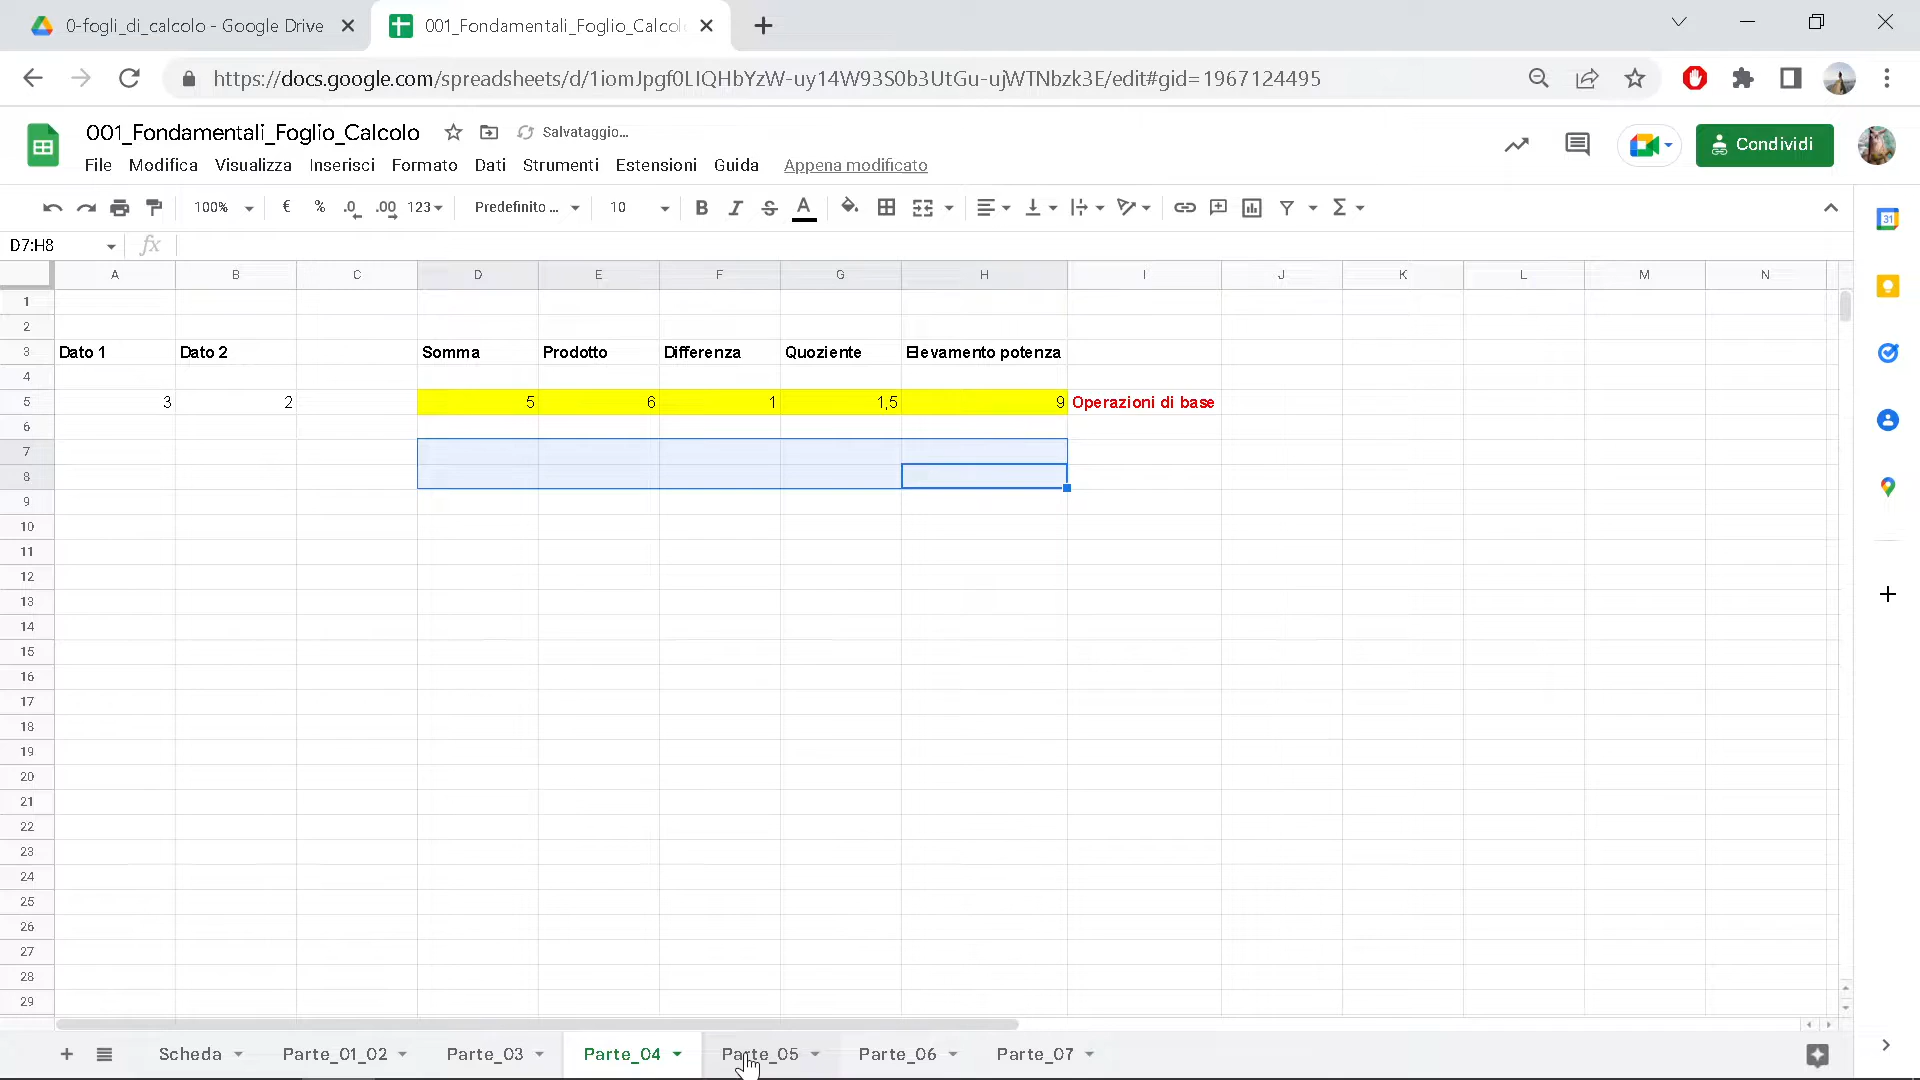 0-fogli_di_calcolo - Google Drive
001_Fondamentali_Foglio_Calcol
https://docs.google.com/spreadsheets/d/1iomJpgf0LIQHbYzW-uy14W93S0b3UtGu-ujWTNbzk3E/edit#gid=1967124495
001_Fondamentali_Foglio_Calcolo Salvataggio...
File Modifica Visualizza Inserisci Formato Dati Strumenti Estensioni Guida Appena modificato
Condividi
100% € % .0 .00 123 Predefinito ... 10 B I S A Σ
D7:H8 fx
31
A B C D E F G H I J K L M N
1
2
3 Dato 1 Dato 2 Somma Prodotto Differenza Quoziente Elevamento potenza
4
5 3 2 5 6 1 1,5 9 Operazioni di base
6
7
8
9
10
11
12
13
14
15
16
17
18
19
20
21
22
23
24
25
26
27
28
29
Scheda Parte_01_02 Parte_03 Parte_04 Parte_05 Parte_06 Parte_07